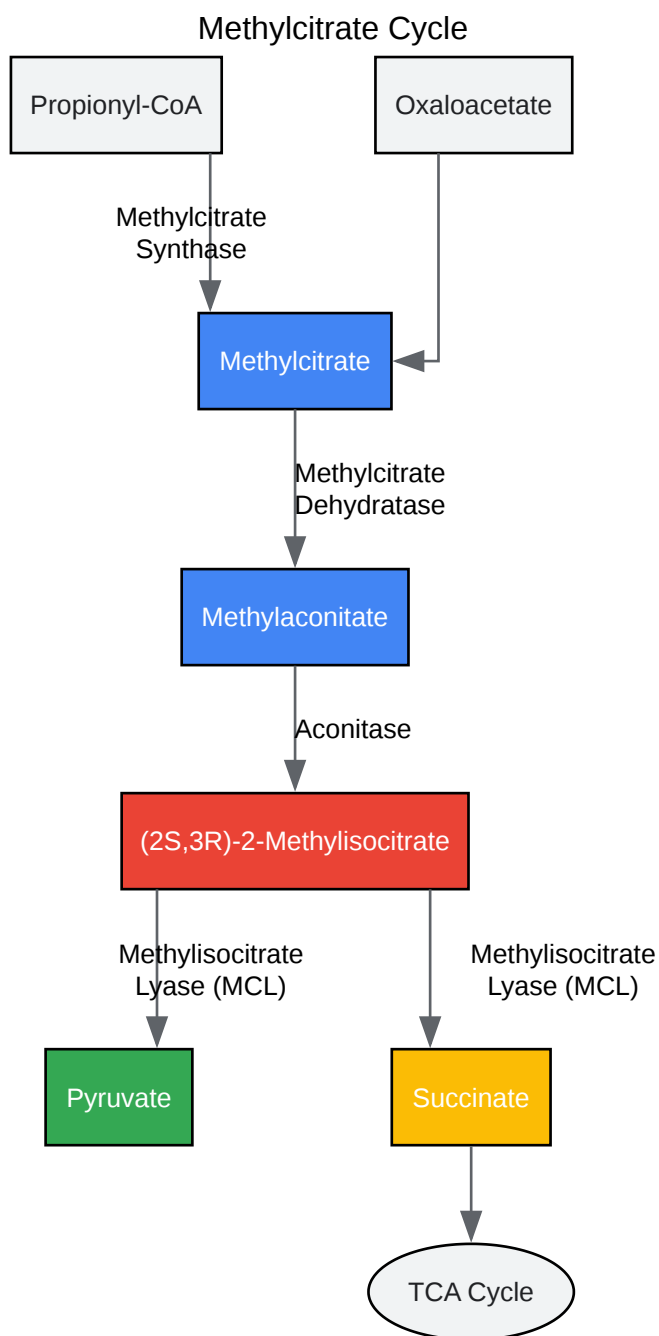 Methylcitrate Cycle
Propionyl-CoA
Oxaloacetate
Methylcitrate
Synthase
Methylcitrate
Methylcitrate
Dehydratase
Methylaconitate
Aconitase
(2S,3R)-2-Methylisocitrate
Methylisocitrate
Lyase (MCL)
Methylisocitrate
Lyase (MCL)
Pyruvate
Succinate
TCA Cycle